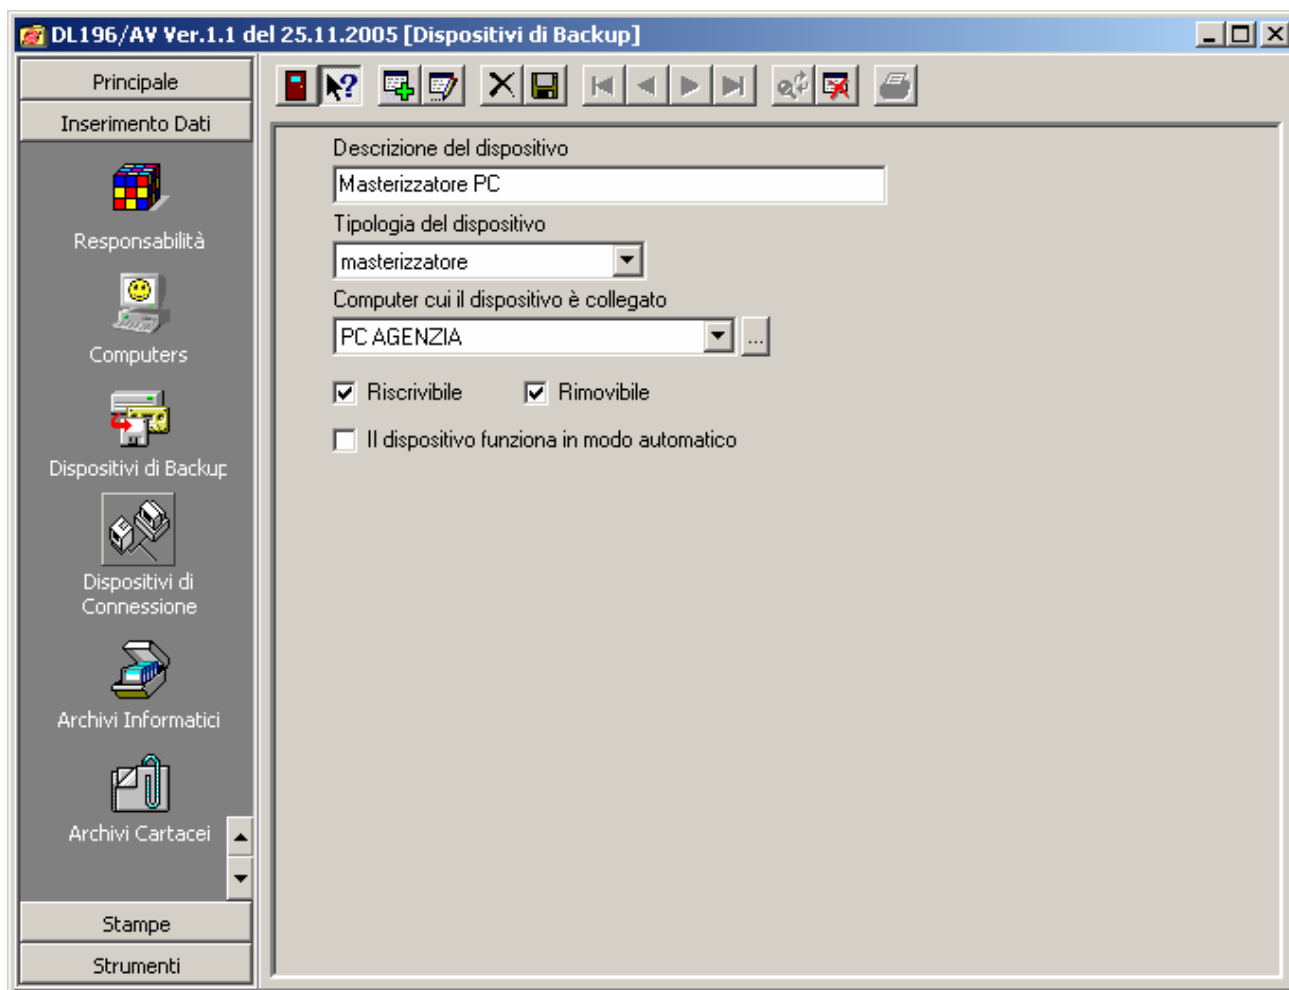 DL196/AV Ver.1.1 del 25.11.2005 [Dispositivi di Backup]
Principale
Inserimento Dati
Responsabilità
Computers
Dispositivi di Backup
Dispositivi di
Connessione
Archivi Informatici
Archivi Cartacei
Stampe
Strumenti
Descrizione del dispositivo
Masterizzatore PC
Tipologia del dispositivo
masterizzatore
Computer cui il dispositivo è collegato
PC AGENZIA
...
Riscrivibile
Rimovibile
Il dispositivo funziona in modo automatico